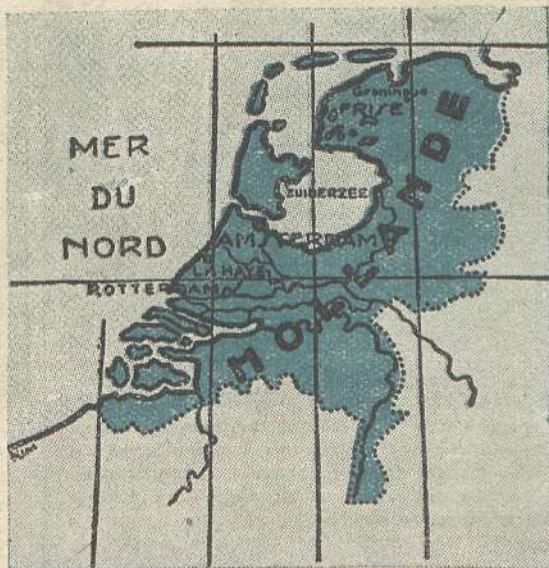 Groningue
FRISE
MER
DU
NORD
ZUIDERZEE
AMSTERDAM
LA HAYE
ROTTERDAM
HOLLANDE